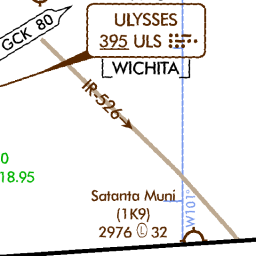 GCK 80
ULYSSES
395 ULS
WICHITA
IR-526
0
18.95
Satanta Muni
(1K9)
2976 Ⓛ 32
W101°